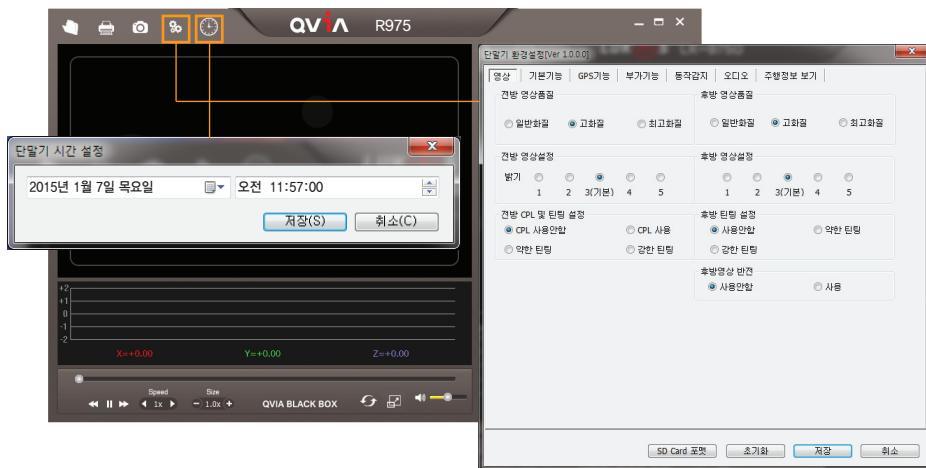 QVIA R975
단말기 환경설정[Ver 1.0.0.0]
영상 기본기능 GPS기능 부가기능 동작감지 오디오 주행정보 보기
전방 영상품질 후방 영상품질
일반화질 고화질 최고화질 일반화질 고화질 최고화질
단말기 시간 설정
2015년 1월 7일 목요일 오전 11:57:00
저장(S) 취소(C)
전방 영상설정 후방 영상설정
밝기
1 2 3(기본) 4 5 1 2 3(기본) 4 5
전방 CPL 및 틴팅 설정 후방 틴팅 설정
CPL 사용안함 CPL 사용 사용안함 약한 틴팅
약한 틴팅 강한 틴팅 강한 틴팅
후방영상 반전
사용안함 사용
+2
+1
0
-1
-2
X=+0.00 Y=+0.00 Z=+0.00
Speed Size
1x 1.0x QVIA BLACK BOX
SD Card 포맷 초기화 저장 취소